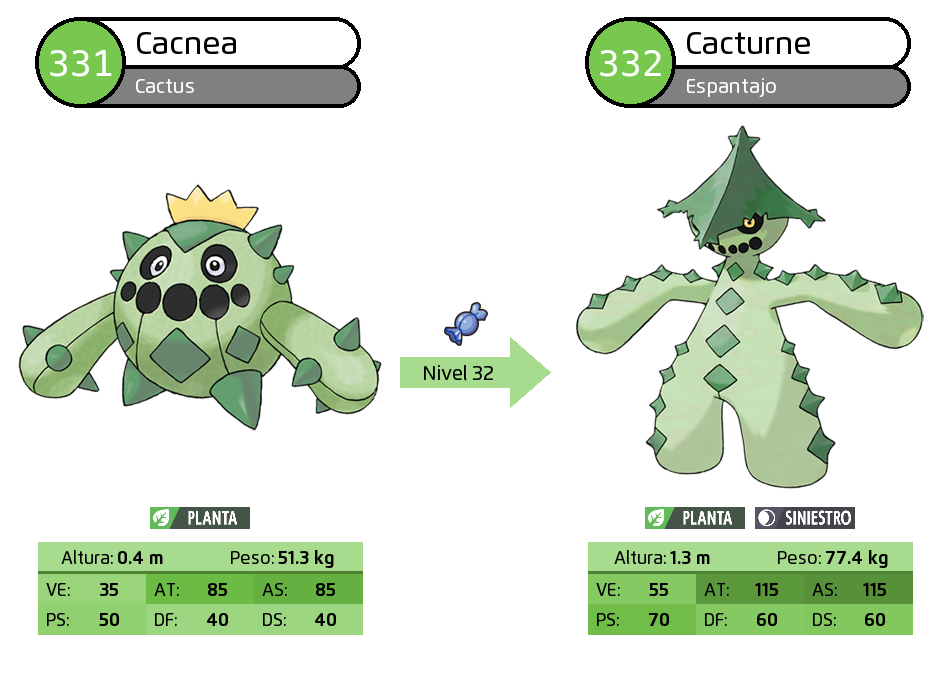 331 Cacnea
Cactus
332 Cacturne
Espantajo
Nivel 32
PLANTA
PLANTA SINIESTRO
Altura: 0.4 m Peso: 51.3 kg
VE: 35 AT: 85 AS: 85
PS: 50 DF: 40 DS: 40
Altura: 1.3 m Peso: 77.4 kg
VE: 55 AT: 115 AS: 115
PS: 70 DF: 60 DS: 60